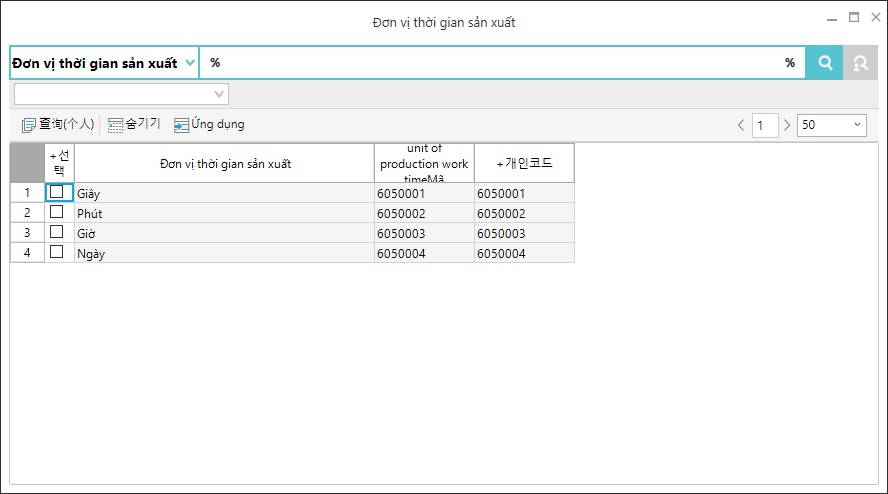 Đơn vị thời gian sản xuất
Đơn vị thời gian sản xuất % %
查询(个人) 숨기기 Ứng dụng 1 50
+선택 Đơn vị thời gian sản xuất unit of production work timeMã +개인코드
1 Giây 6050001 6050001
2 Phút 6050002 6050002
3 Giờ 6050003 6050003
4 Ngày 6050004 6050004